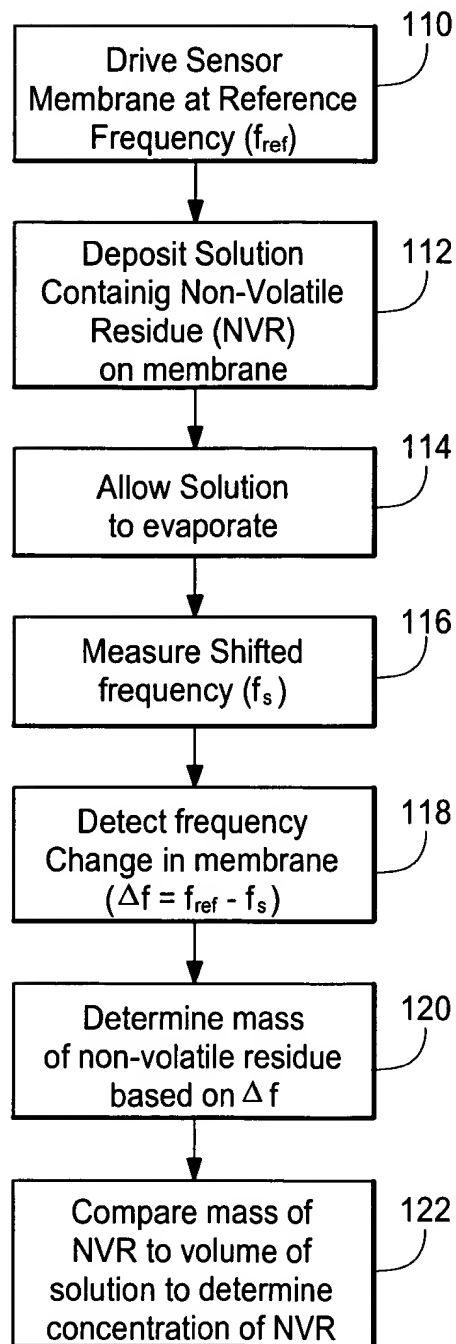 110
Drive Sensor
Membrane at Reference
Frequency (fref)
112
Deposit Solution
Containig Non-Volatile
Residue (NVR)
on membrane
114
Allow Solution
to evaporate
116
Measure Shifted
frequency (fs)
118
Detect frequency
Change in membrane
(Δf = fref - fs)
120
Determine mass
of non-volatile residue
based on Δf
122
Compare mass of
NVR to volume of
solution to determine
concentration of NVR